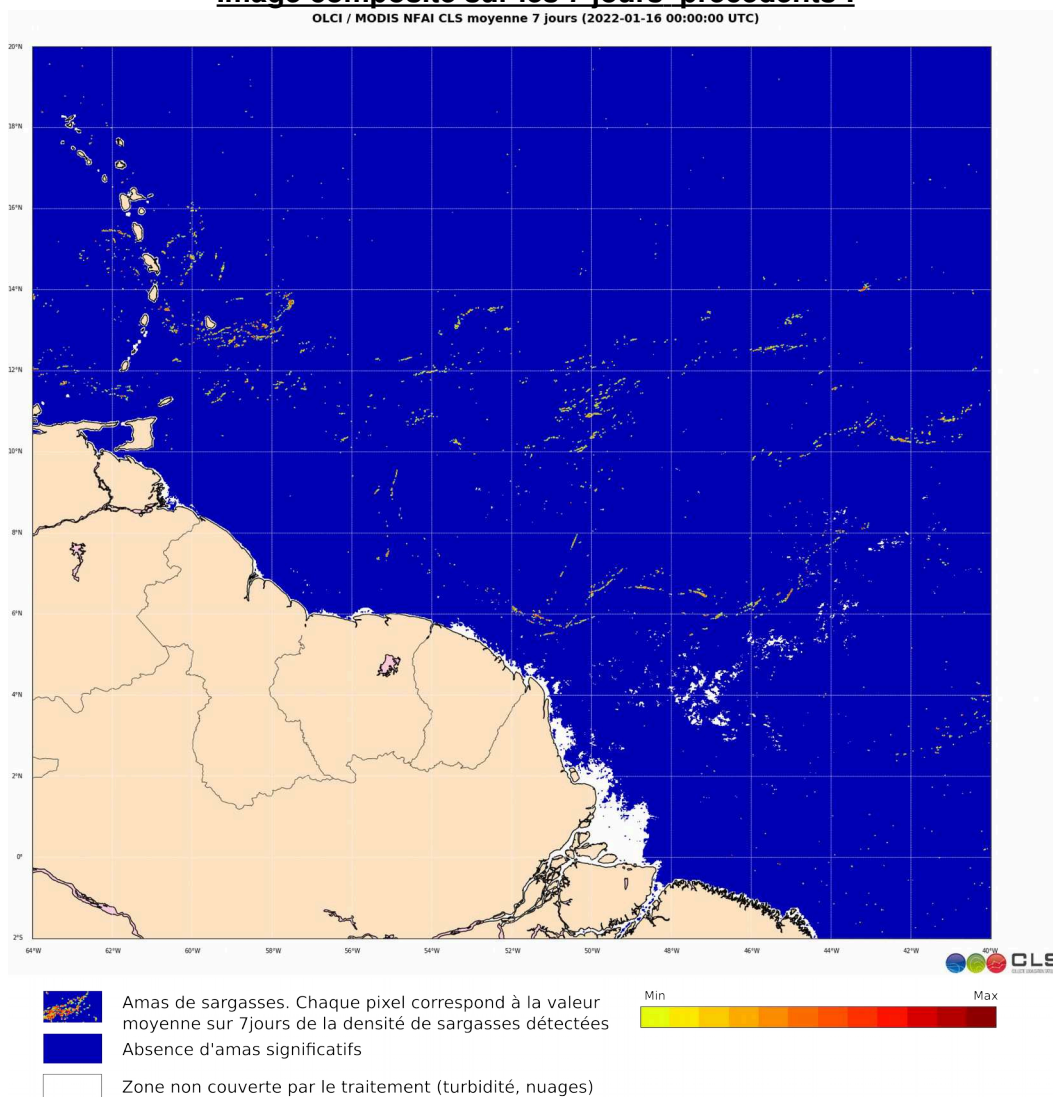 Image composite sur les 7 jours précédents :
OLCI / MODIS NFAI CLS moyenne 7 jours (2022-01-16 00:00:00 UTC)
20°N
18°N
16°N
14°N
12°N
10°N
8°N
6°N
4°N
2°N
0°
2°S
64°W 62°W 60°W 58°W 56°W 54°W 52°W 50°W 48°W 46°W 44°W 42°W 40°W
CLS
Amas de sargasses. Chaque pixel correspond à la valeur
moyenne sur 7jours de la densité de sargasses détectées
Min Max
Absence d'amas significatifs
Zone non couverte par le traitement (turbidité, nuages)